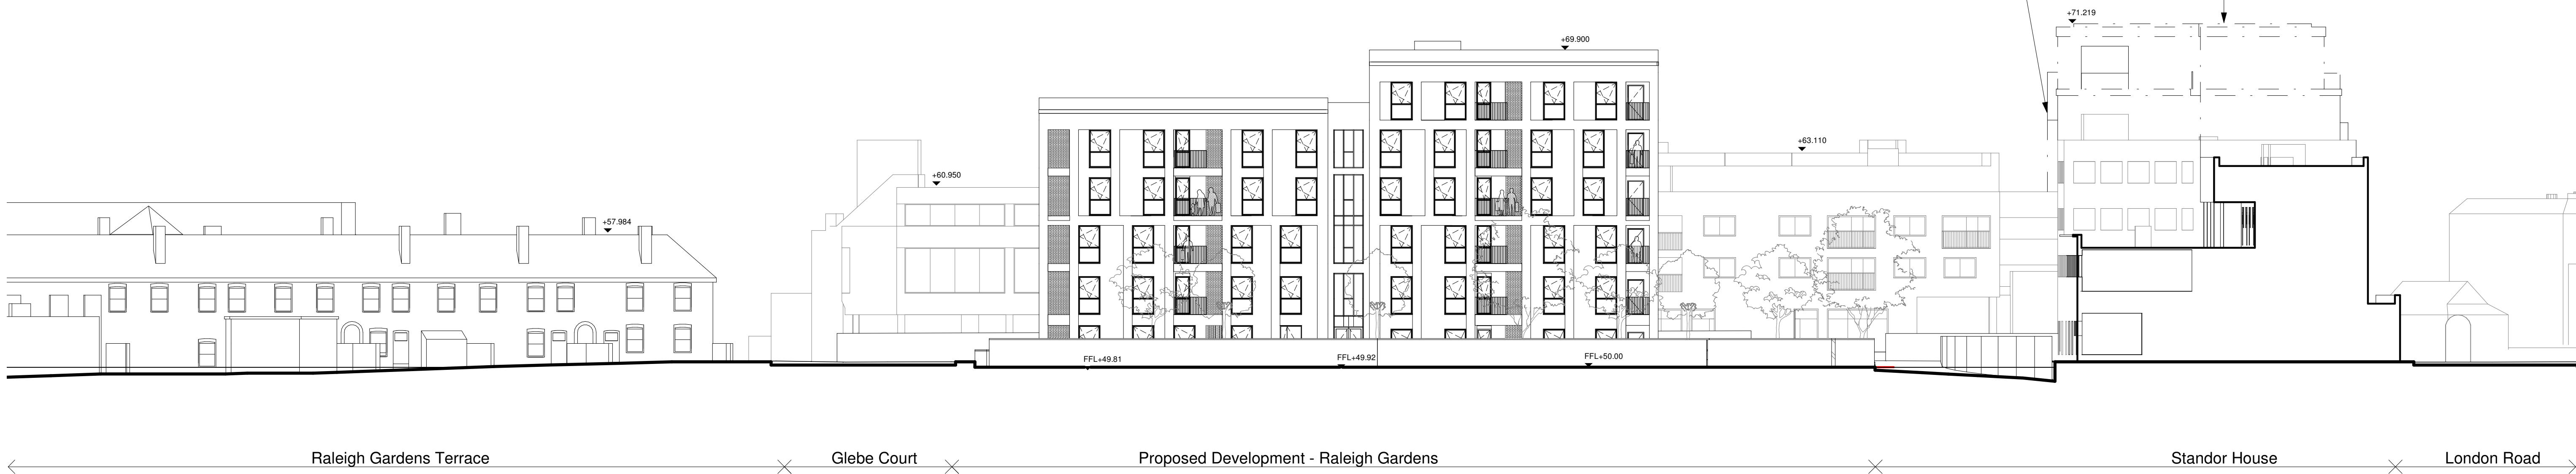 +71.219
+69.900
+63.110
+60.950
+57.984
FFL+49.81
FFL+49.92
FFL+50.00
Raleigh Gardens Terrace
Glebe Court
Proposed Development - Raleigh Gardens
Standor House
London Road